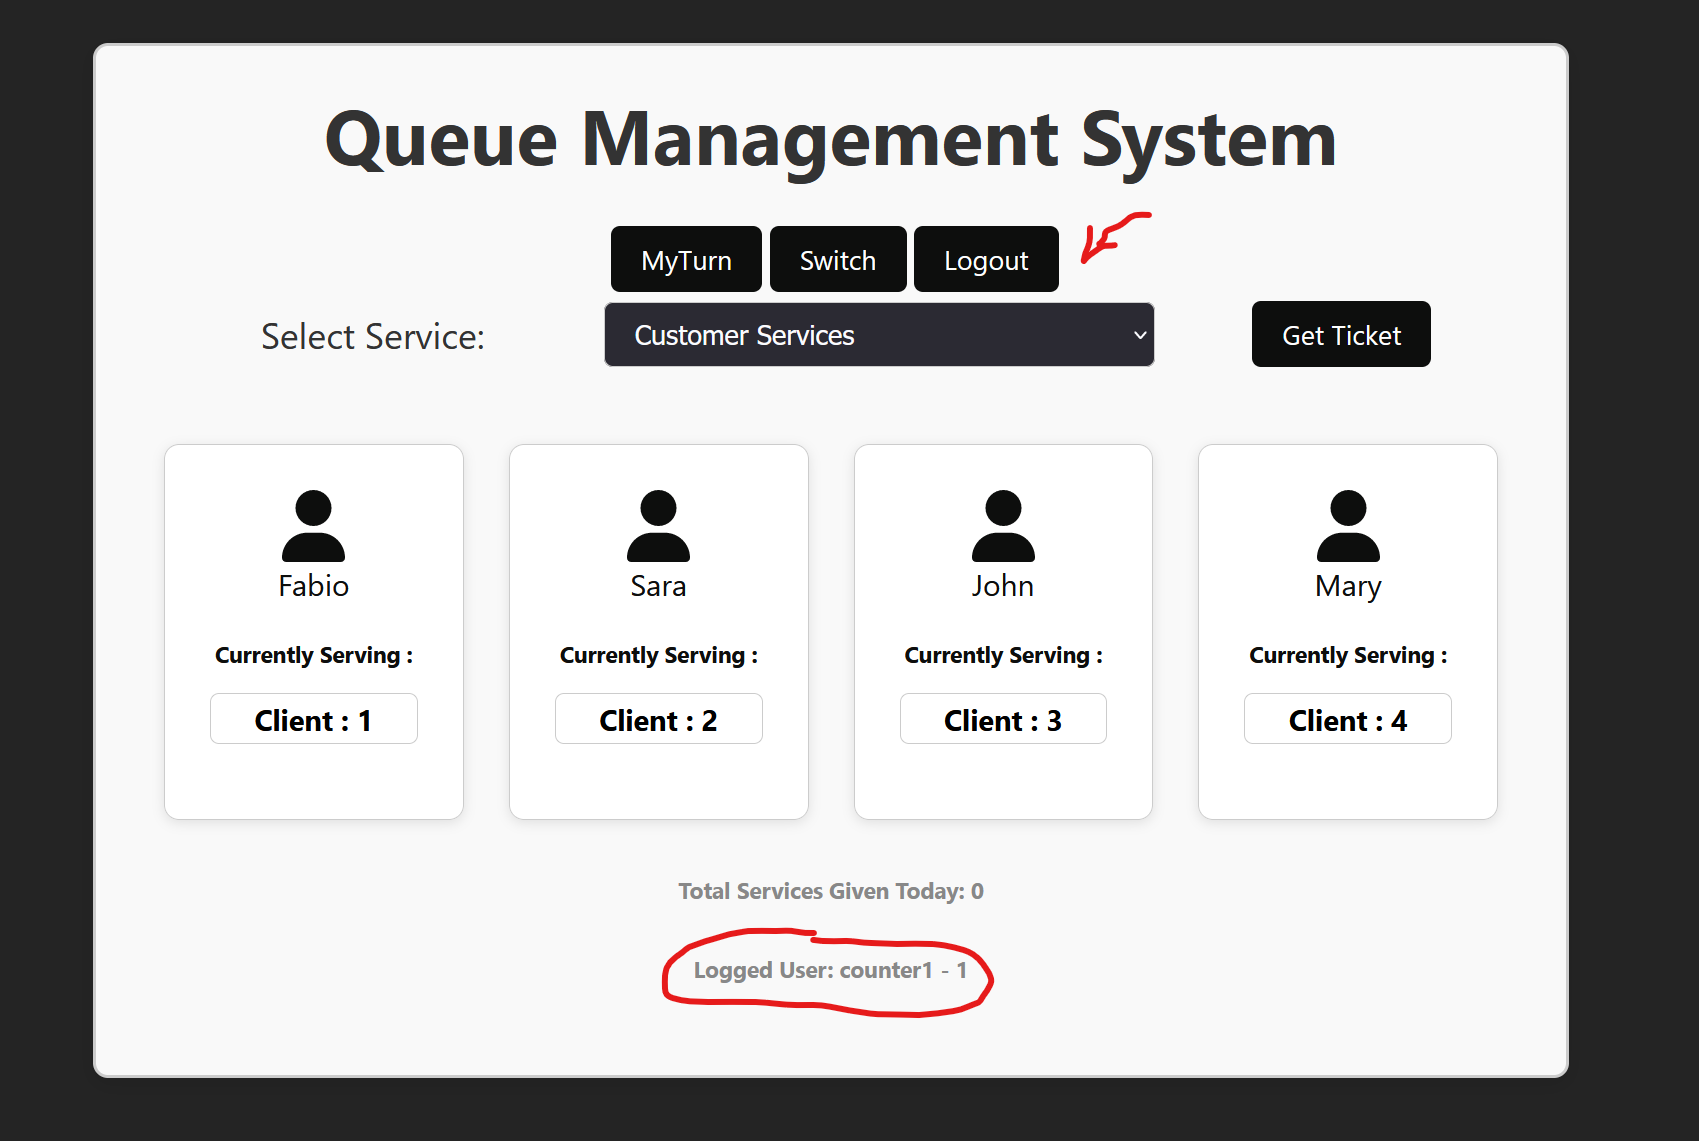 Queue Management System
MyTurn Switch Logout
Select Service: Customer Services Get Ticket
Fabio Sara John Mary
Currently Serving : Currently Serving : Currently Serving : Currently Serving :
Client : 1 Client : 2 Client : 3 Client : 4
Total Services Given Today: 0
Logged User: counter1 - 1